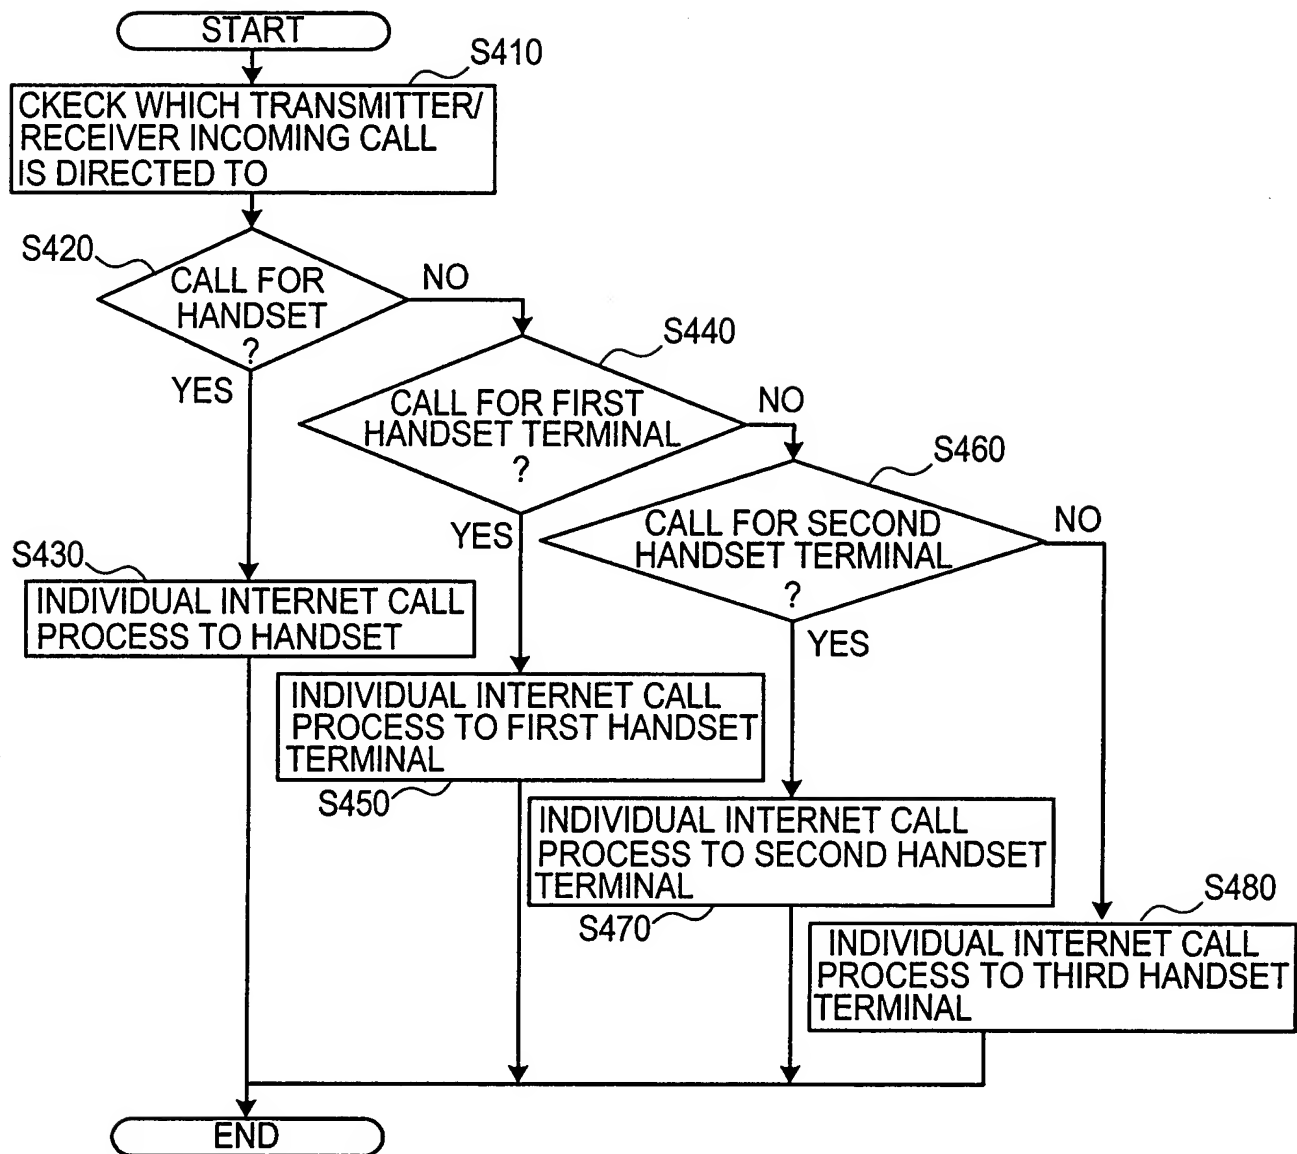 START
S410
CKECK WHICH TRANSMITTER/
RECEIVER INCOMING CALL
IS DIRECTED TO
S420
CALL FOR
HANDSET
?
NO
YES
S440
CALL FOR FIRST
HANDSET TERMINAL
?
NO
YES
S460
CALL FOR SECOND
HANDSET TERMINAL
?
NO
YES
S430
INDIVIDUAL INTERNET CALL
PROCESS TO HANDSET
INDIVIDUAL INTERNET CALL
PROCESS TO FIRST HANDSET
TERMINAL
S450
INDIVIDUAL INTERNET CALL
PROCESS TO SECOND HANDSET
TERMINAL
S470
S480
INDIVIDUAL INTERNET CALL
PROCESS TO THIRD HANDSET
TERMINAL
END